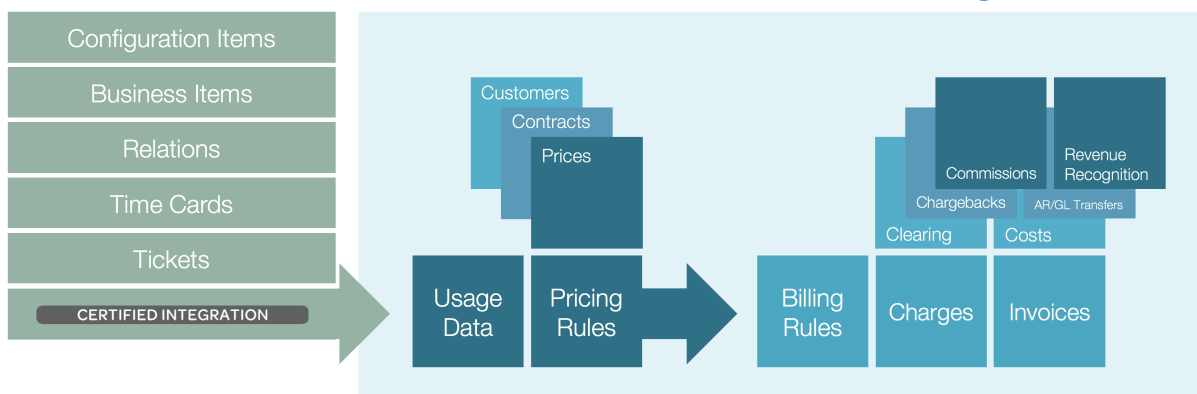 Configuration Items
Business Items
Relations
Time Cards
Tickets
CERTIFIED INTEGRATION
Customers
Contracts
Prices
Usage
Data
Pricing
Rules
Commissions
Revenue
Recognition
Chargebacks
AR/GL Transfers
Clearing
Costs
Billing
Rules
Charges
Invoices